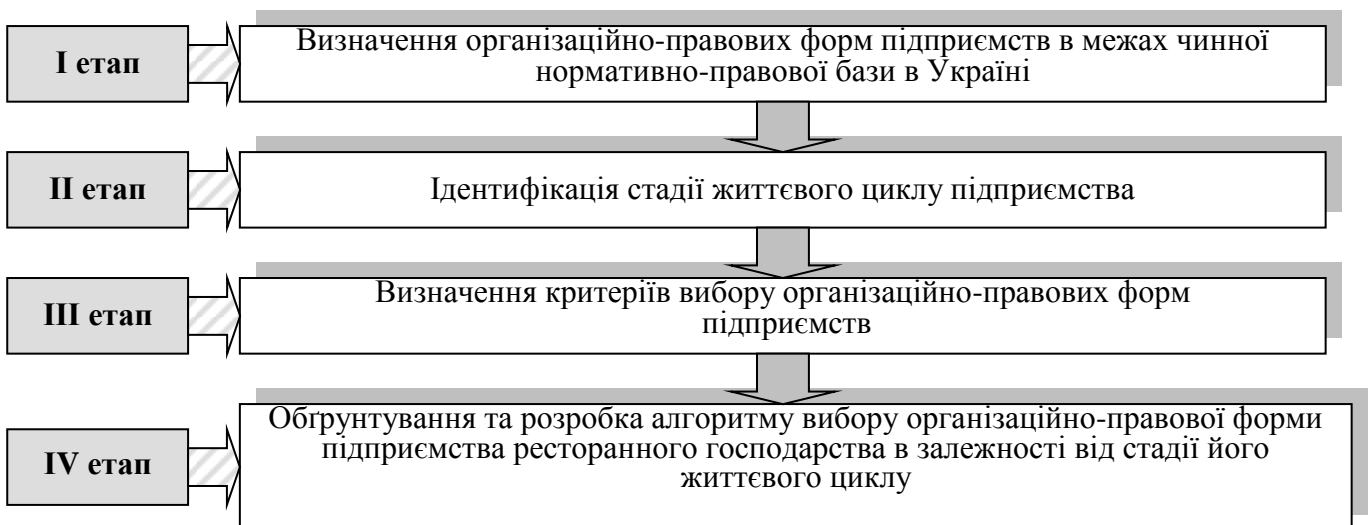 І етап
Визначення організаційно-правових форм підприємств в межах чинної
нормативно-правової бази в Україні
ІІ етап
Ідентифікація стадії життєвого циклу підприємства
ІІІ етап
Визначення критеріїв вибору організаційно-правових форм
підприємств
IV етап
Обґрунтування та розробка алгоритму вибору організаційно-правової форми
підприємства ресторанного господарства в залежності від стадії його
життєвого циклу